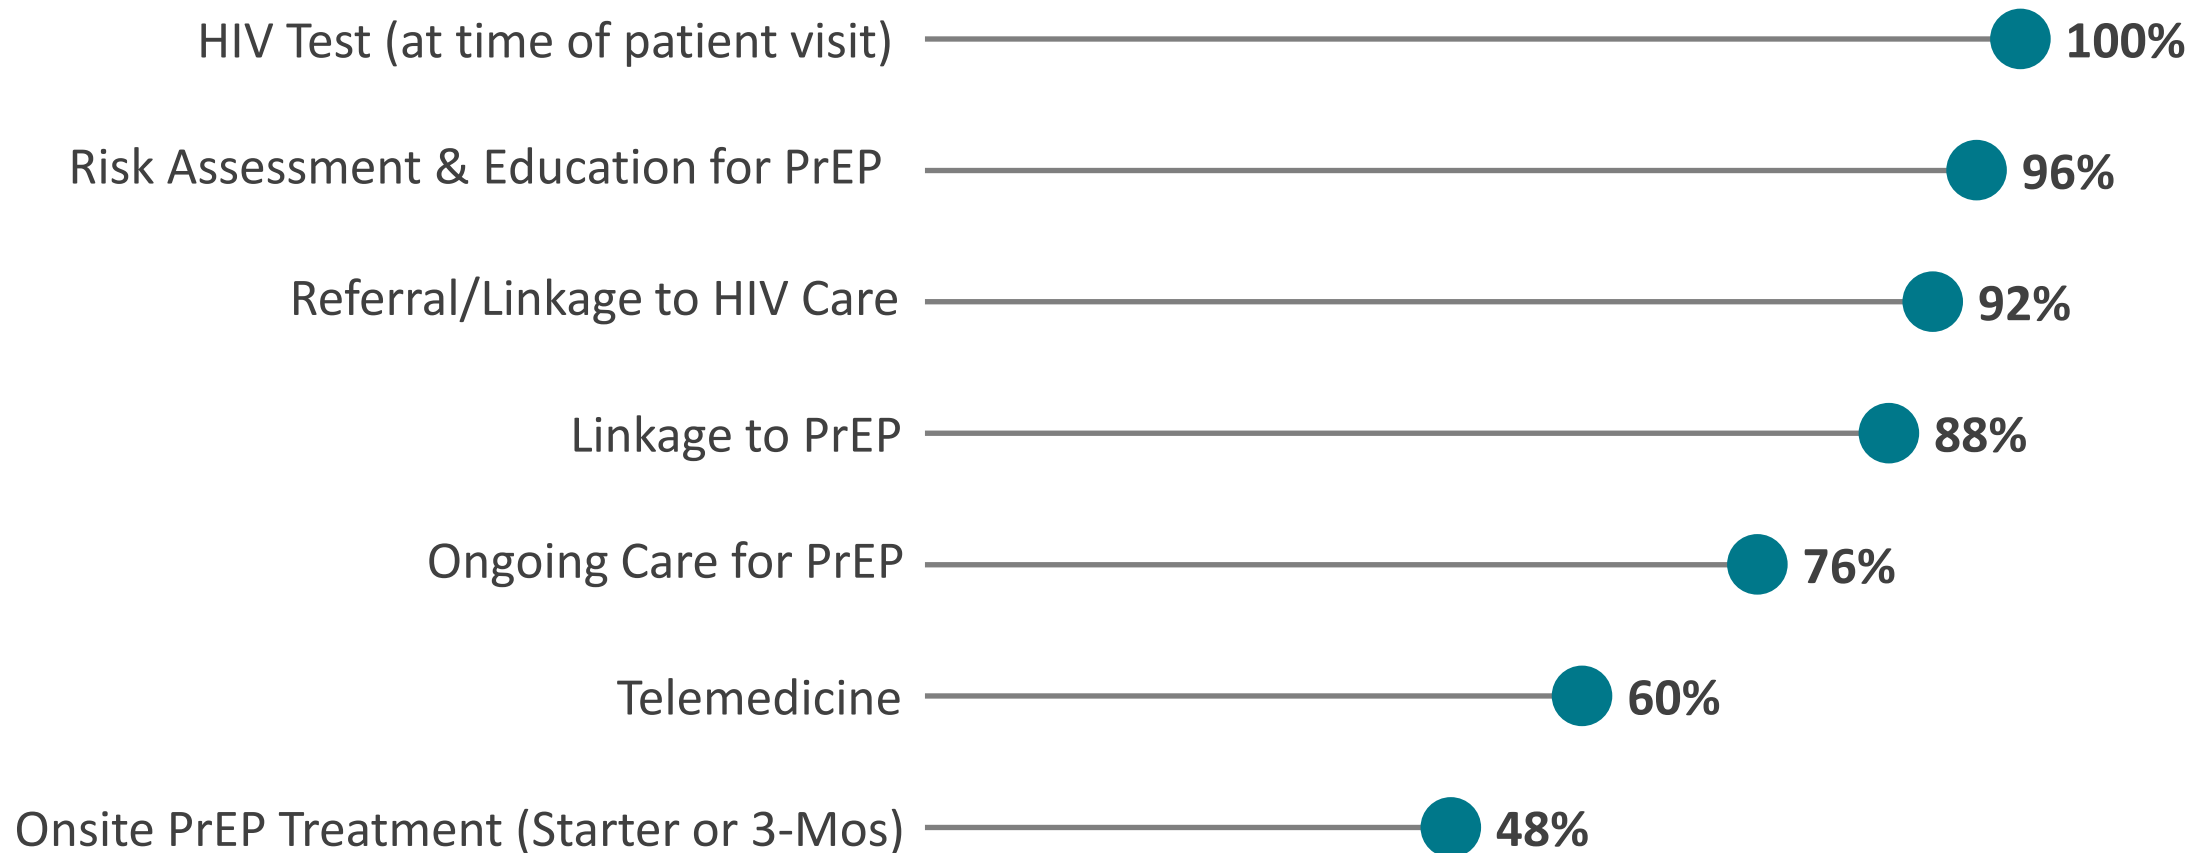 HIV Test (at time of patient visit) 100%
Risk Assessment & Education for PrEP 96%
Referral/Linkage to HIV Care 92%
Linkage to PrEP 88%
Ongoing Care for PrEP 76%
Telemedicine 60%
Onsite PrEP Treatment (Starter or 3-Mos) 48%